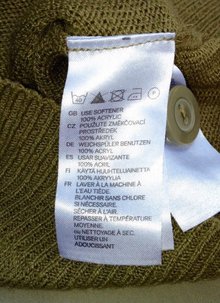 40
GB USE SOFTENER
100% ACRYLIC
CZ POUŽIJTE ZMĚKČOVACÍ
PROSTŘEDEK
100% AKRYL
DE WEICHSPÜLER BENUTZEN
100% ACRYL
ES USAR SUAVIZANTE
100% ACRIL
FI KÄYTÄ HUUHTELUAINETTA
100% AKRYYLIA
FR LAVER À LA MACHINE À
L'EAU TIÈDE.
BLANCHIR SANS CHLORE
SI NÉCESSAIRE.
SÉCHER À L'AIR.
REPASSER À TEMPÉRATURE
MOYENNE.
OU NETTOYAGE À SEC.
UTILISER UN
ADOUCISSANT